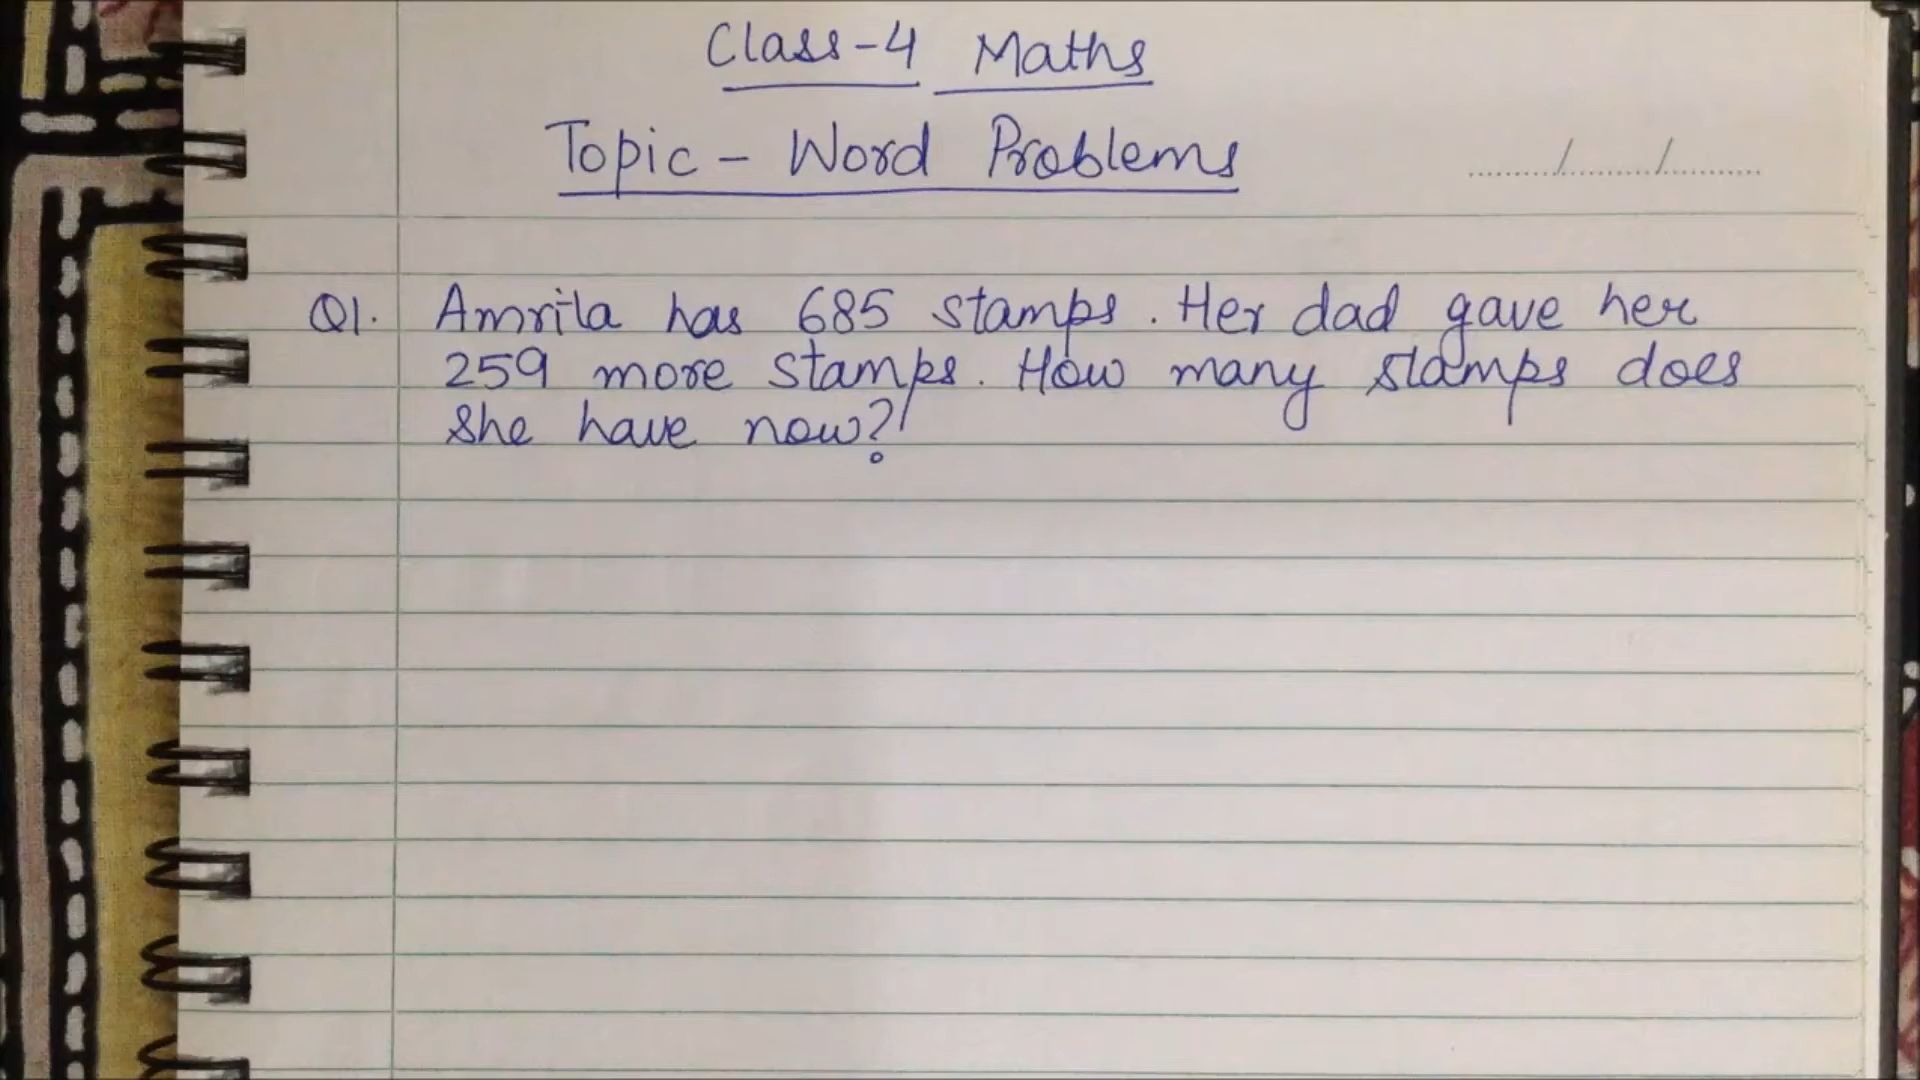 Class-4 Maths
Topic - Word Problems
Q1. Amrita has 685 stamps. Her dad gave her
259 more stamps. How many stamps does
she have now?